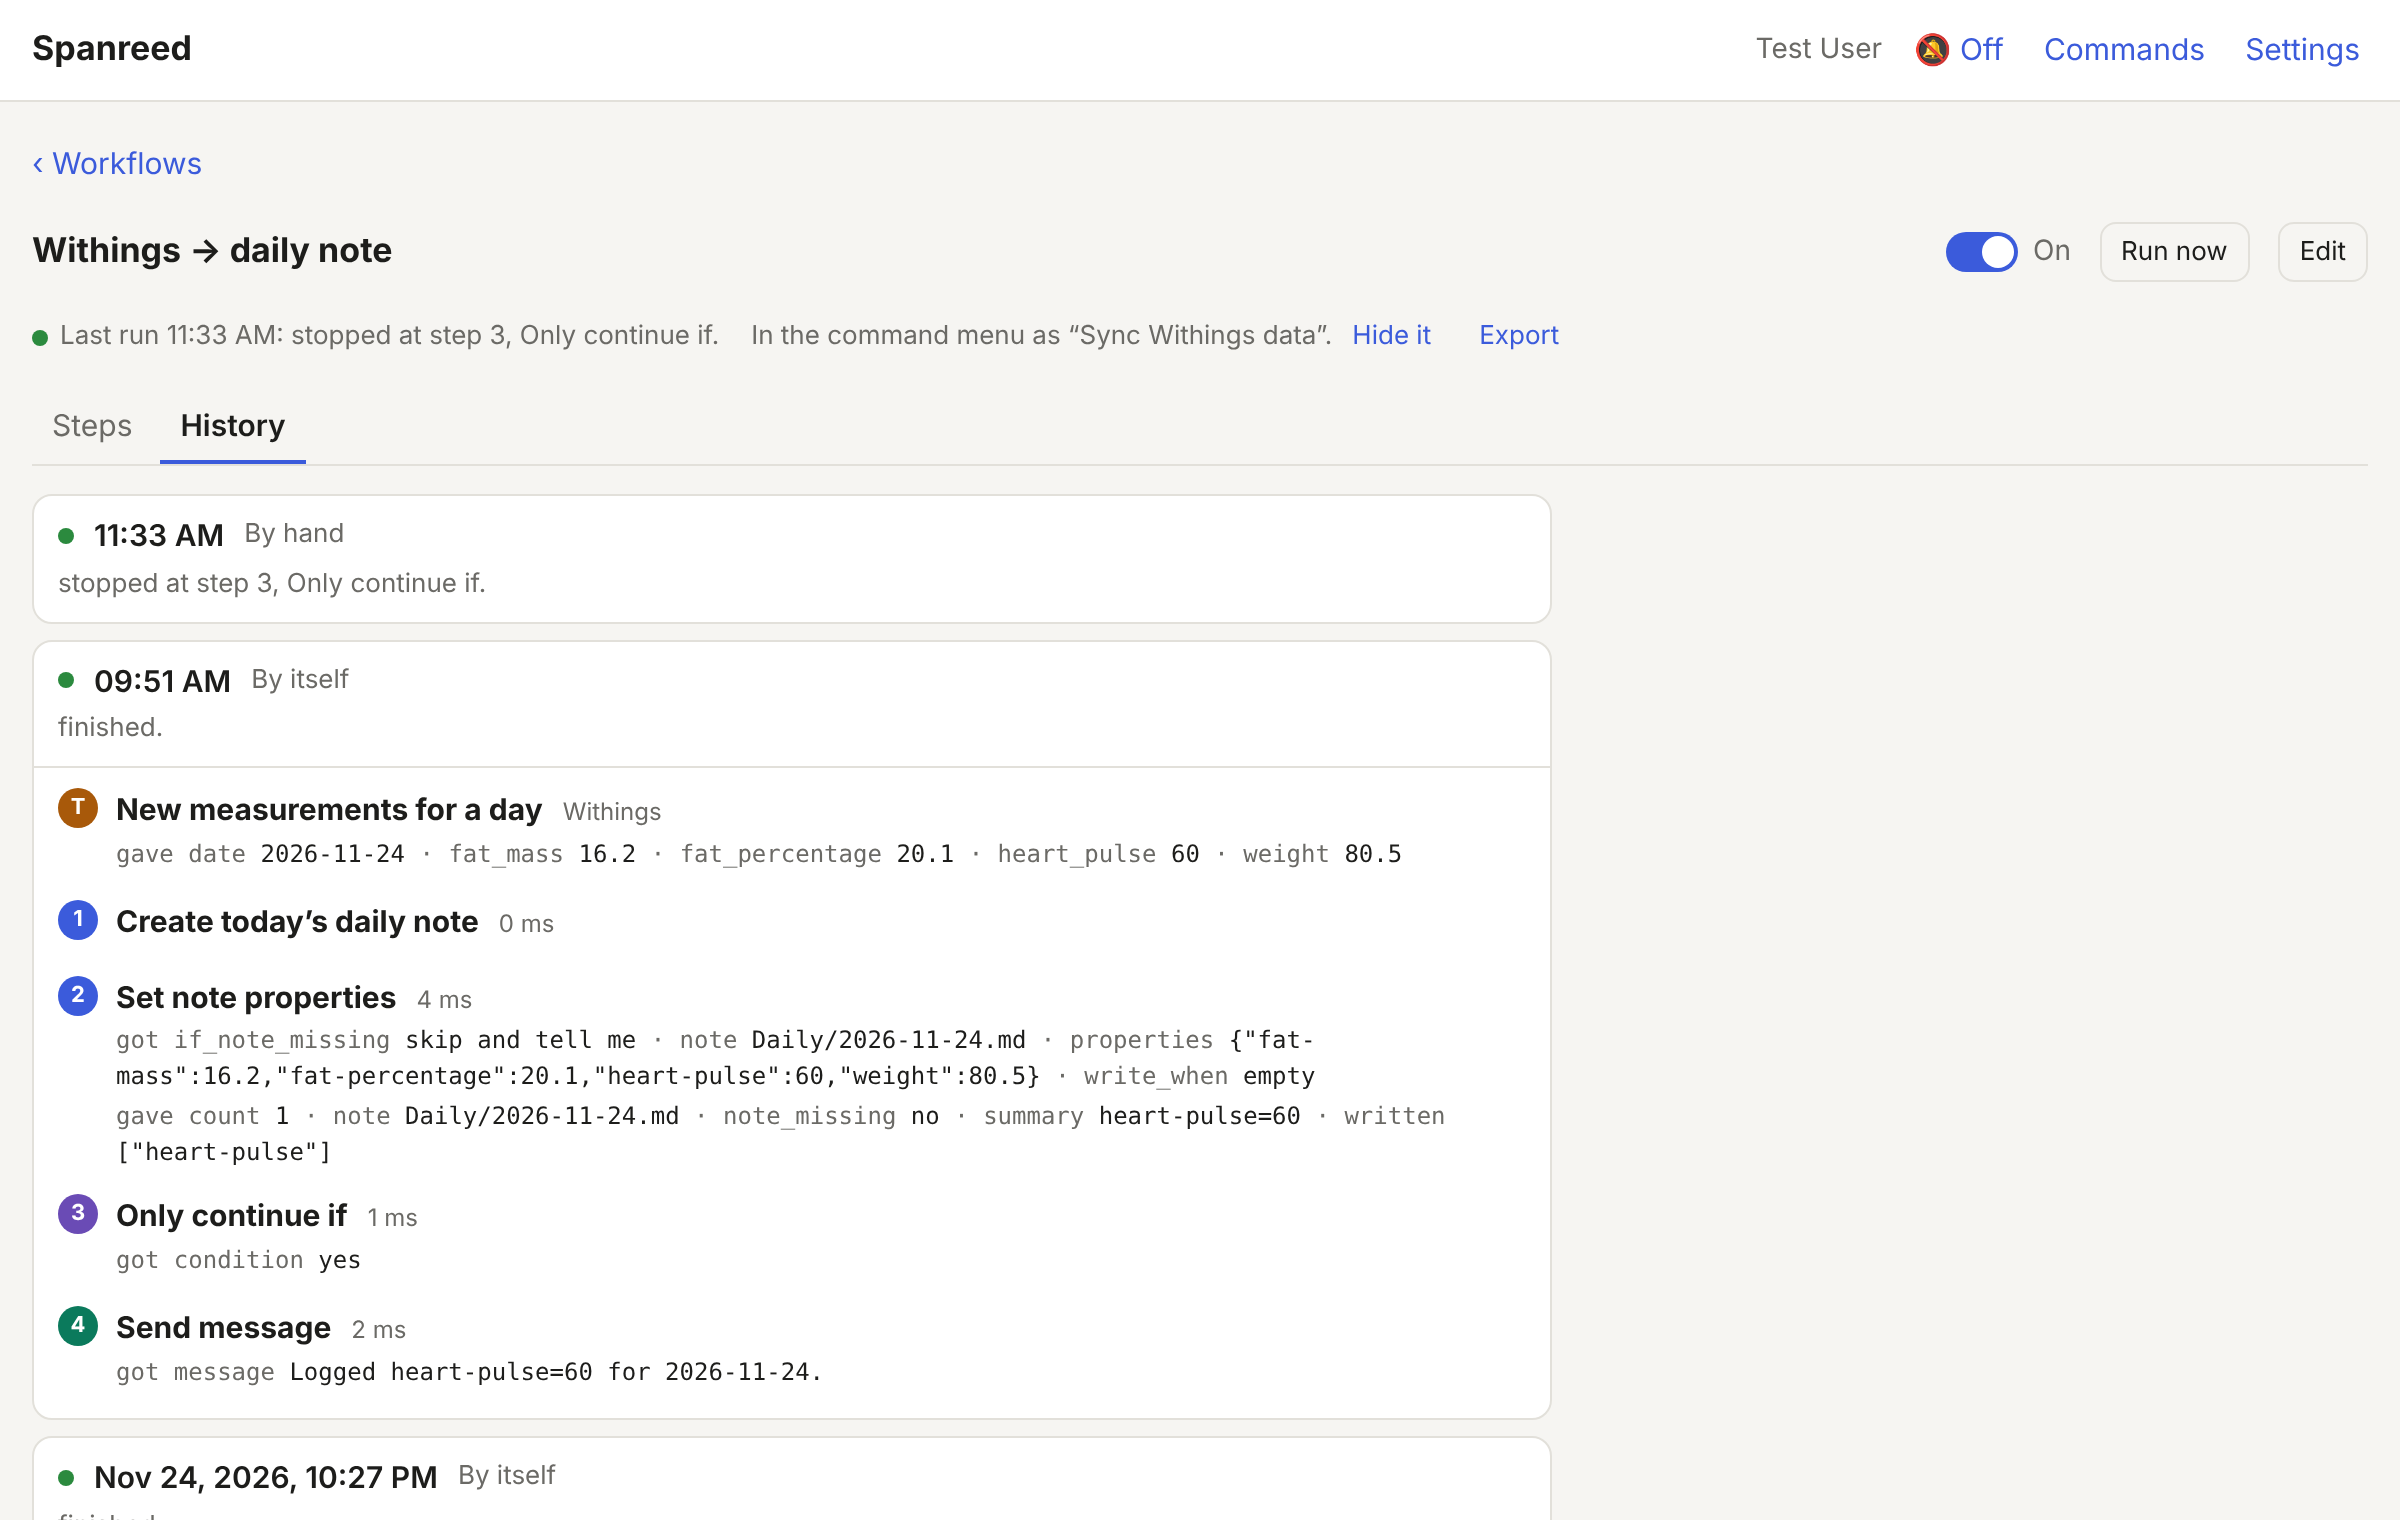 Spanreed
Test User Off Commands Settings
‹ Workflows
Withings → daily note
On Run now Edit
Last run 11:33 AM: stopped at step 3, Only continue if. In the command menu as “Sync Withings data”. Hide it Export
Steps History
11:33 AM By hand
stopped at step 3, Only continue if.
09:51 AM By itself
finished.
T New measurements for a day Withings
gave date 2026-11-24 · fat_mass 16.2 · fat_percentage 20.1 · heart_pulse 60 · weight 80.5
1 Create today’s daily note 0 ms
2 Set note properties 4 ms
got if_note_missing skip and tell me · note Daily/2026-11-24.md · properties {"fat-
mass":16.2,"fat-percentage":20.1,"heart-pulse":60,"weight":80.5} · write_when empty
gave count 1 · note Daily/2026-11-24.md · note_missing no · summary heart-pulse=60 · written
["heart-pulse"]
3 Only continue if 1 ms
got condition yes
4 Send message 2 ms
got message Logged heart-pulse=60 for 2026-11-24.
Nov 24, 2026, 10:27 PM By itself